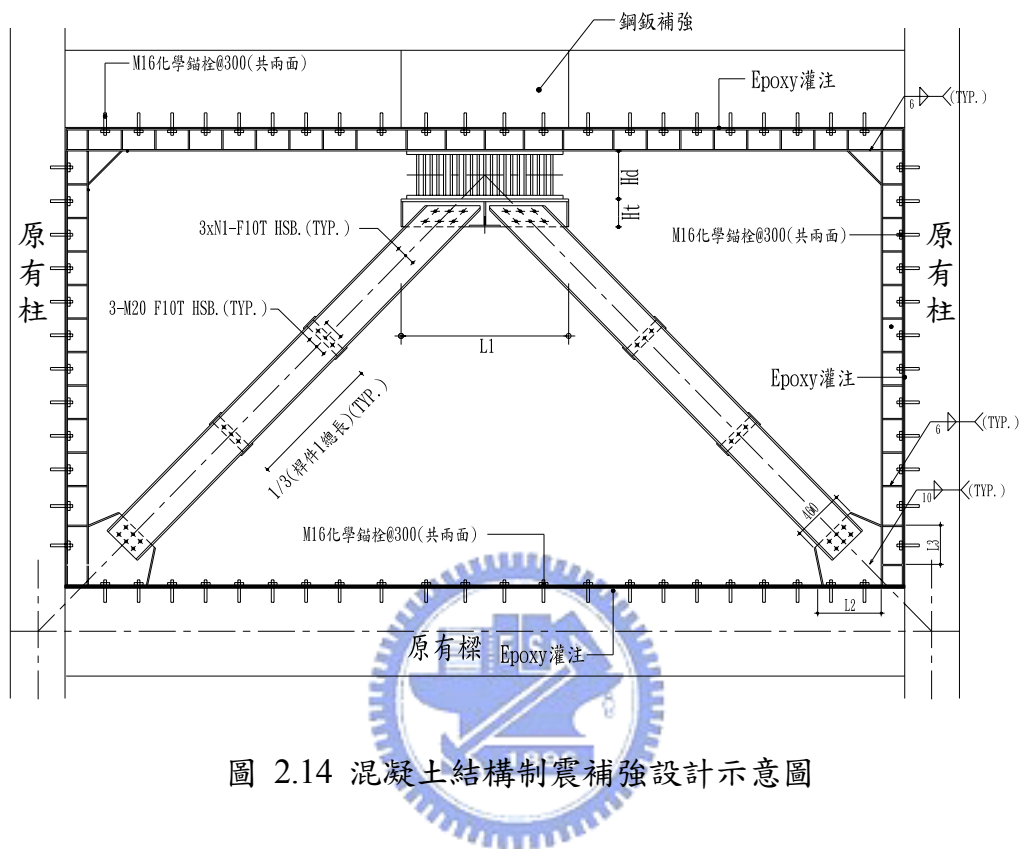 鋼鈑補強
M16化學錨栓@300(共兩面)
Epoxy灌注
6
(TYP.)
Hd
Ht
原有柱
3xN1-F10T HSB.(TYP.)
M16化學錨栓@300(共兩面)
原有柱
3-M20 F10T HSB.(TYP.)
L1
Epoxy灌注
1/3(桿件1總長)(TYP.)
6
(TYP.)
10
(TYP.)
400
M16化學錨栓@300(共兩面)
L3
L2
原有樑
Epoxy灌注
1896
圖 2.14 混凝土結構制震補強設計示意圖